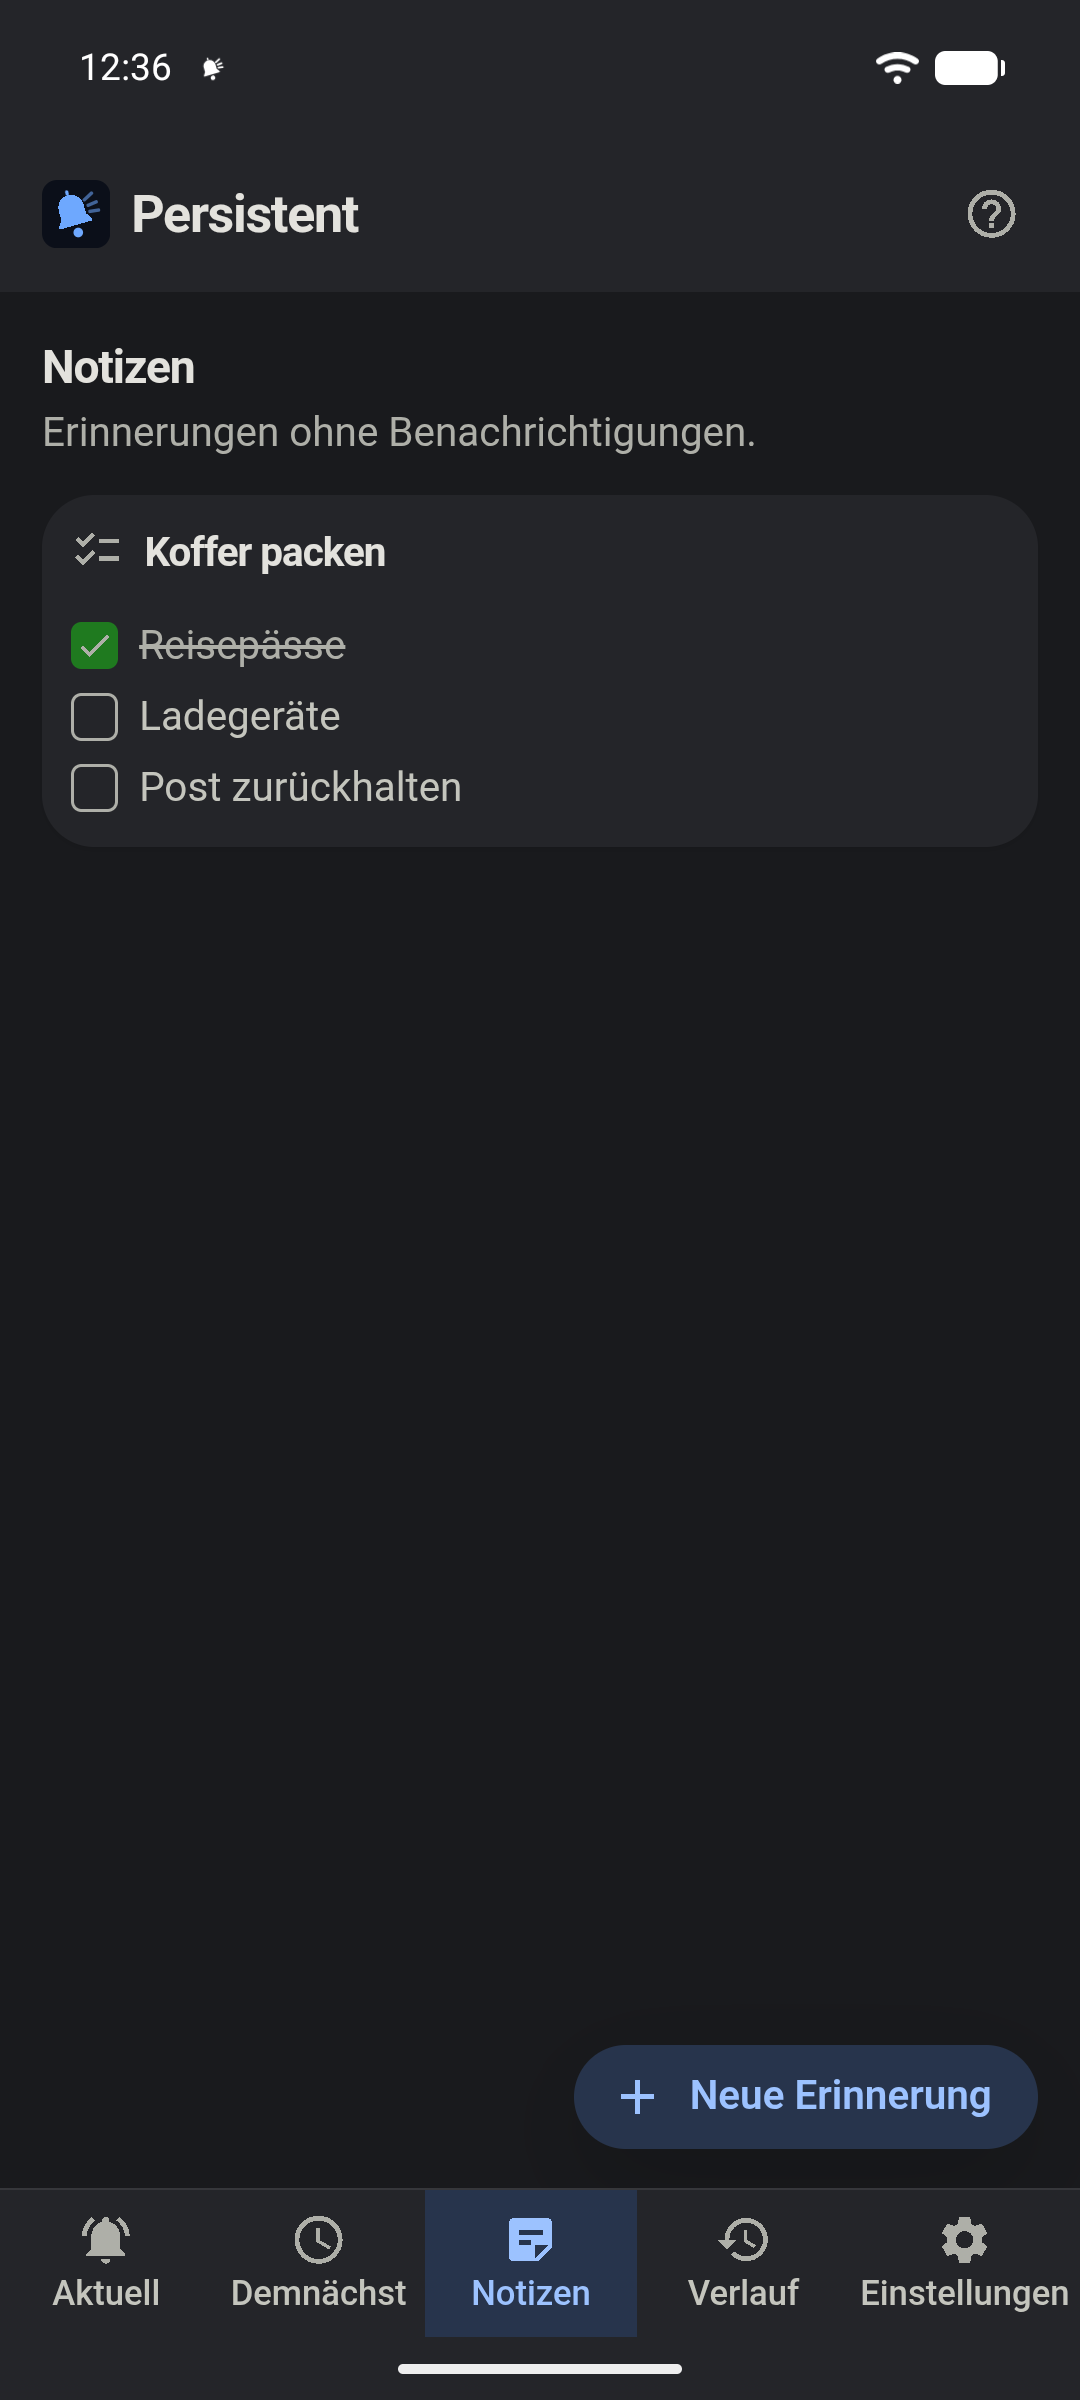 12:36
Persistent
Notizen
Erinnerungen ohne Benachrichtigungen.
Koffer packen
Reisepässe
Ladegeräte
Post zurückhalten
Neue Erinnerung
Aktuell
Demnächst
Notizen
Verlauf
Einstellungen